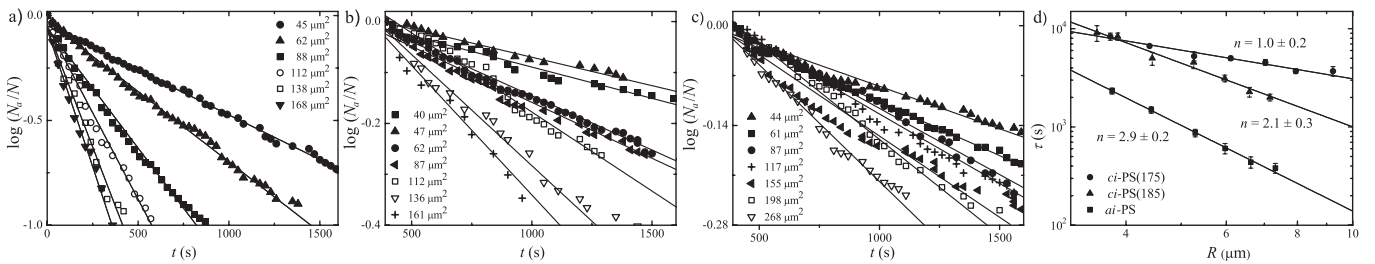 a)
log (N_a/N)
0.0
-0.5
-1.0
0
500
1000
1500
t (s)
45 μm²
62 μm²
88 μm²
112 μm²
138 μm²
168 μm²
b)
log (N_a/N)
0.0
-0.2
-0.4
500
1000
1500
t (s)
40 μm²
47 μm²
62 μm²
87 μm²
112 μm²
136 μm²
161 μm²
c)
log (N_a/N)
0.00
-0.14
-0.28
500
1000
1500
t (s)
44 μm²
61 μm²
87 μm²
117 μm²
155 μm²
198 μm²
268 μm²
d)
τ (s)
10⁴
10³
10²
n = 1.0 ± 0.2
n = 2.1 ± 0.3
n = 2.9 ± 0.2
ci-PS(175)
ci-PS(185)
ai-PS
4
6
8
10
R (μm)